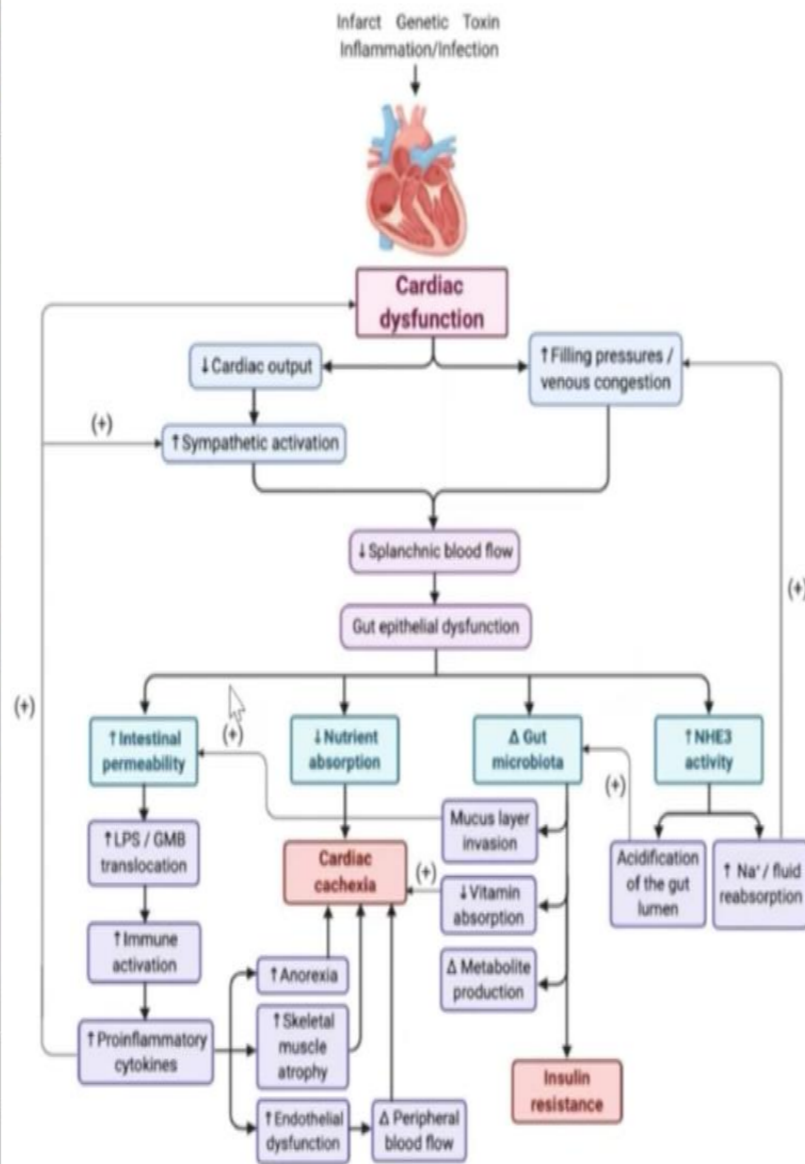 Infarct Genetic Toxin
Inflammation/Infection
Cardiac
dysfunction
↓Cardiac output
↑Filling pressures /
venous congestion
(+)
↑Sympathetic activation
↓Splanchnic blood flow
(+)
Gut epithelial dysfunction
(+)
↑Intestinal
permeability
(+)
↓Nutrient
absorption
Δ Gut
microbiota
↑NHE3
activity
(+)
↑LPS / GMB
translocation
Cardiac
cachexia
(+)
Mucus layer
invasion
↓Vitamin
absorption
Δ Metabolite
production
Acidification
of the gut
lumen
↑ Na⁺/ fluid
reabsorption
↑Immune
activation
↑Proinflammatory
cytokines
↑Anorexia
↑Skeletal
muscle
atrophy
↑Endothelial
dysfunction
Δ Peripheral
blood flow
Insulin
resistance